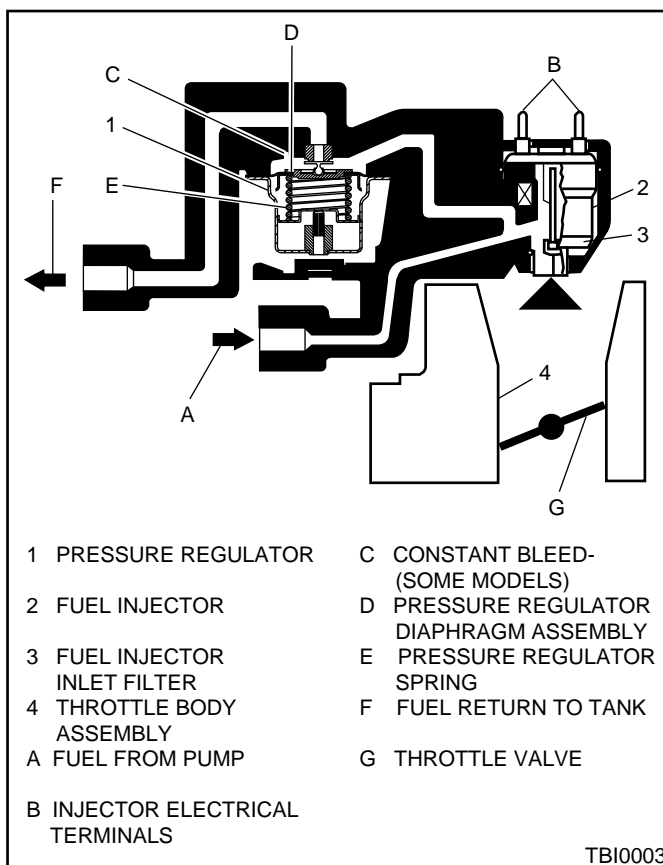 D
C
B
1
F
E
2
3
4
A
G
1 PRESSURE REGULATOR
2 FUEL INJECTOR
3 FUEL INJECTOR
INLET FILTER
4 THROTTLE BODY
ASSEMBLY
A FUEL FROM PUMP
B INJECTOR ELECTRICAL
TERMINALS
C CONSTANT BLEED-
(SOME MODELS)
D PRESSURE REGULATOR
DIAPHRAGM ASSEMBLY
E PRESSURE REGULATOR
SPRING
F FUEL RETURN TO TANK
G THROTTLE VALVE
TBI0003